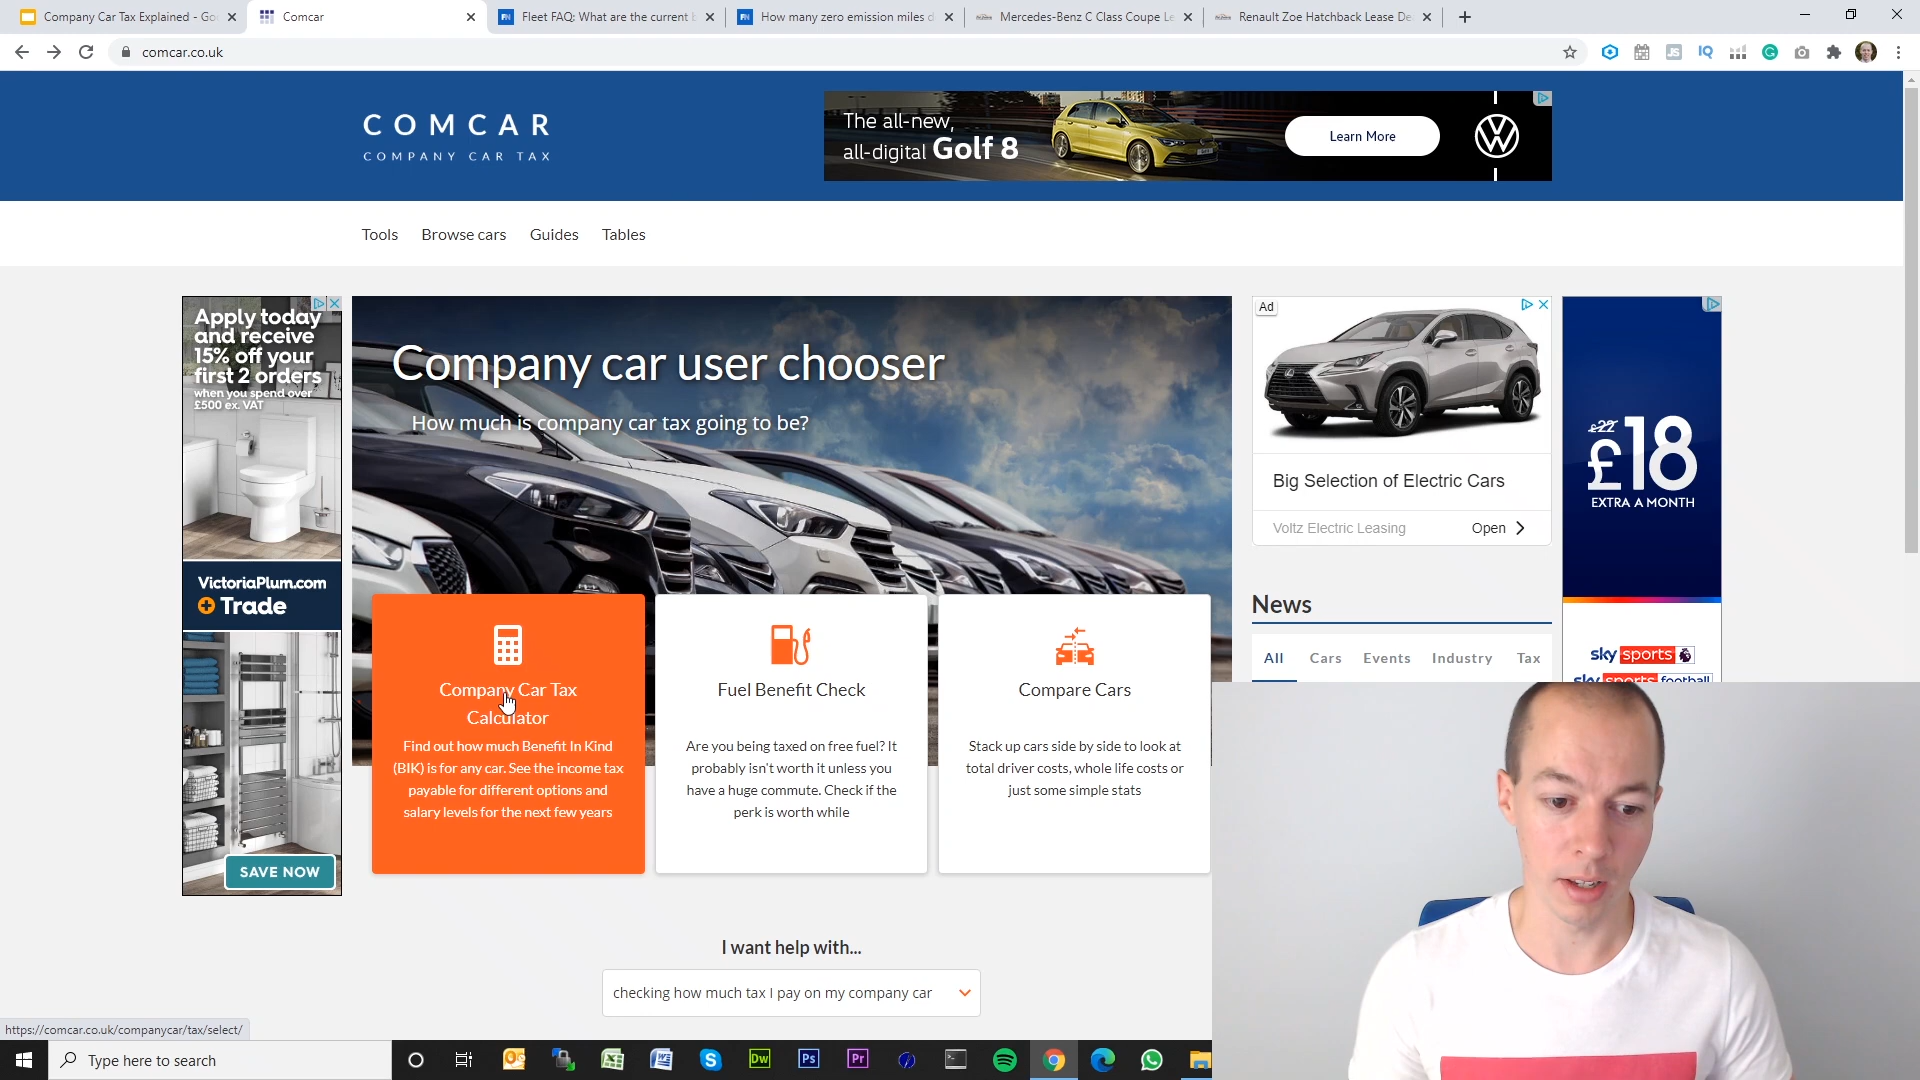 Company Car Tax Explained - Go
Comcar
Fleet FAQ: What are the current b
How many zero emission miles d
Mercedes-Benz C Class Coupe Le
Renault Zoe Hatchback Lease De
comcar.co.uk
COMCAR
COMPANY CAR TAX
The all-new,
all-digital Golf 8
Learn More
Tools
Browse cars
Guides
Tables
Apply today
and receive
15% off your
first 2 orders
when you spend over
£500 ex. VAT
VictoriaPlum.com
Trade
SAVE NOW
Company car user chooser
How much is company car tax going to be?
Company Car Tax
Calculator
Find out how much Benefit In Kind
(BIK) is for any car. See the income tax
payable for different options and
salary levels for the next few years
Fuel Benefit Check
Are you being taxed on free fuel? It
probably isn't worth it unless you
have a huge commute. Check if the
perk is worth while
Compare Cars
Stack up cars side by side to look at
total driver costs, whole life costs or
just some simple stats
Ad
Big Selection of Electric Cars
Voltz Electric Leasing
Open
News
All
Cars
Events
Industry
Tax
£22
£18
EXTRA A MONTH
sky sports
sky sports football
I want help with...
checking how much tax I pay on my company car
https://comcar.co.uk/companycar/tax/select/
Type here to search